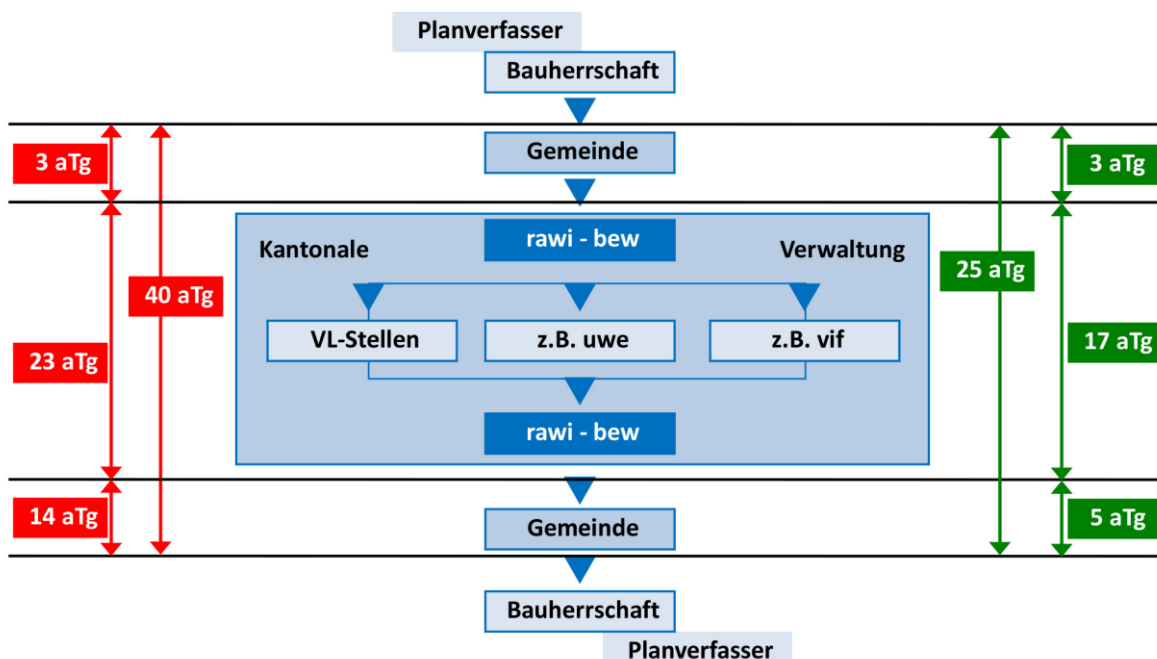 Planverfasser
Bauherrschaft
3 aTg
Gemeinde
3 aTg
Kantonale
rawi - bew
Verwaltung
40 aTg
25 aTg
23 aTg
VL-Stellen
z.B. uwe
z.B. vif
17 aTg
rawi - bew
14 aTg
Gemeinde
5 aTg
Bauherrschaft
Planverfasser